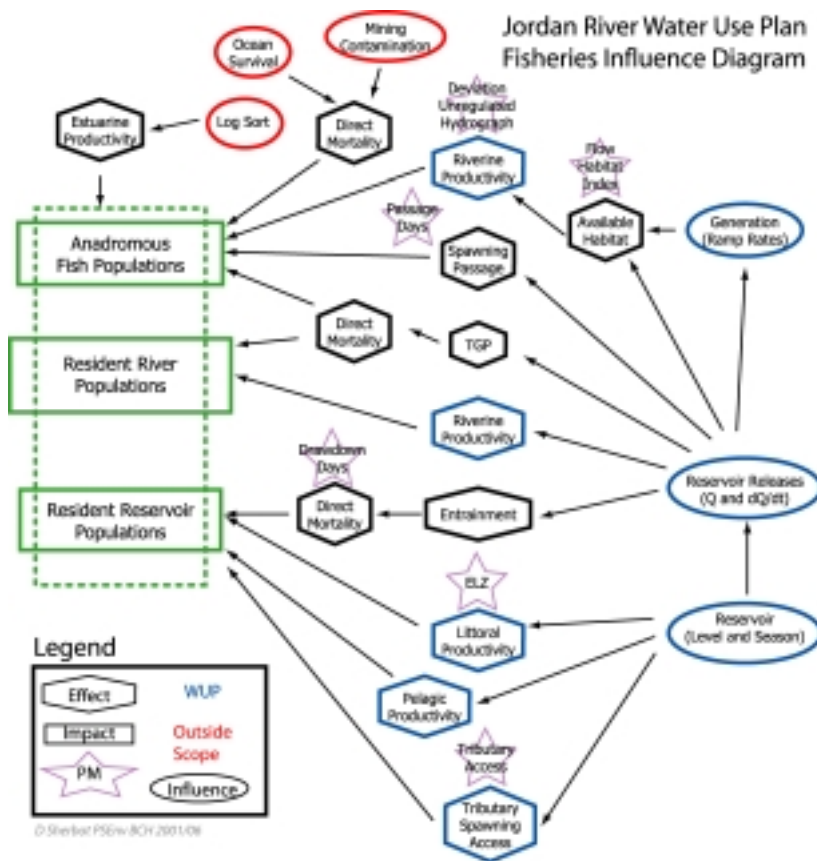 Jordan River Water Use Plan
Fisheries Influence Diagram
Mining
Contamination
Ocean
Survival
Log Sort
Estuarine
Productivity
Direct
Mortality
Deviation
Unregulated
Hydrograph
Riverine
Productivity
Flow
Habitat
Index
Available
Habitat
Generation
(Ramp Rates)
Passage
Days
Spawning
Passage
Anadromous
Fish Populations
Direct
Mortality
TGP
Resident River
Populations
Riverine
Productivity
Drawdown
Days
Direct
Mortality
Entrainment
Reservoir Releases
(Q and dQ/dt)
Resident Reservoir
Populations
ELZ
Littoral
Productivity
Reservoir
(Level and Season)
Pelagic
Productivity
Tributary
Access
Tributary
Spawning
Access
Legend
Effect
WUP
Impact
Outside
Scope
PM
Influence
D Sherbot PSEnv BCH 2001/06